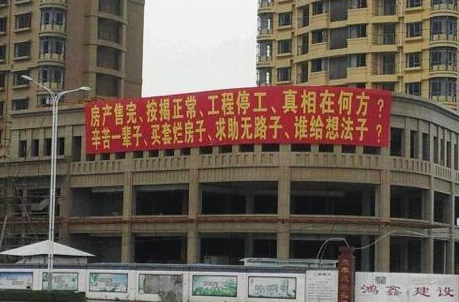 房产售完、按揭正常、工程停工、真相在何方?
辛苦一辈子、买套烂房子、求助无路子、谁给想法子?
鸿鑫建设